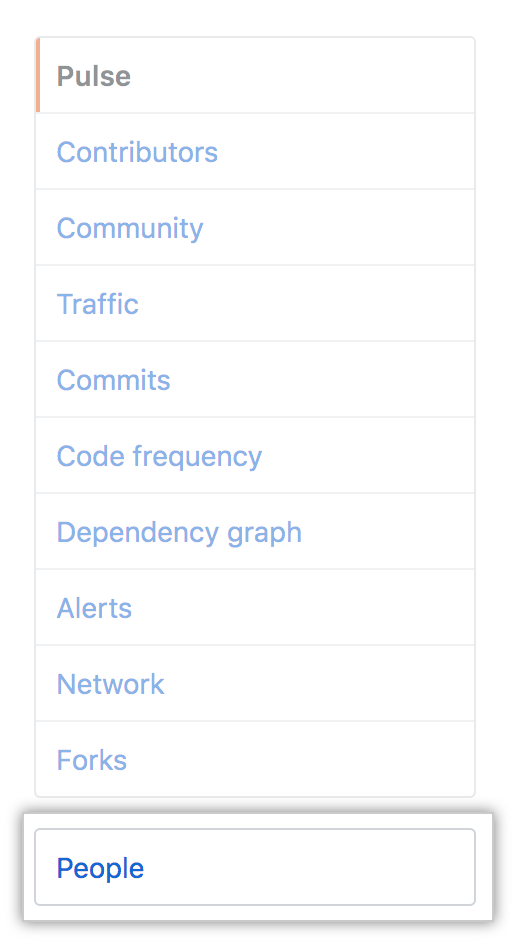 Pulse
Contributors
Community
Traffic
Commits
Code frequency
Dependency graph
Alerts
Network
Forks
People